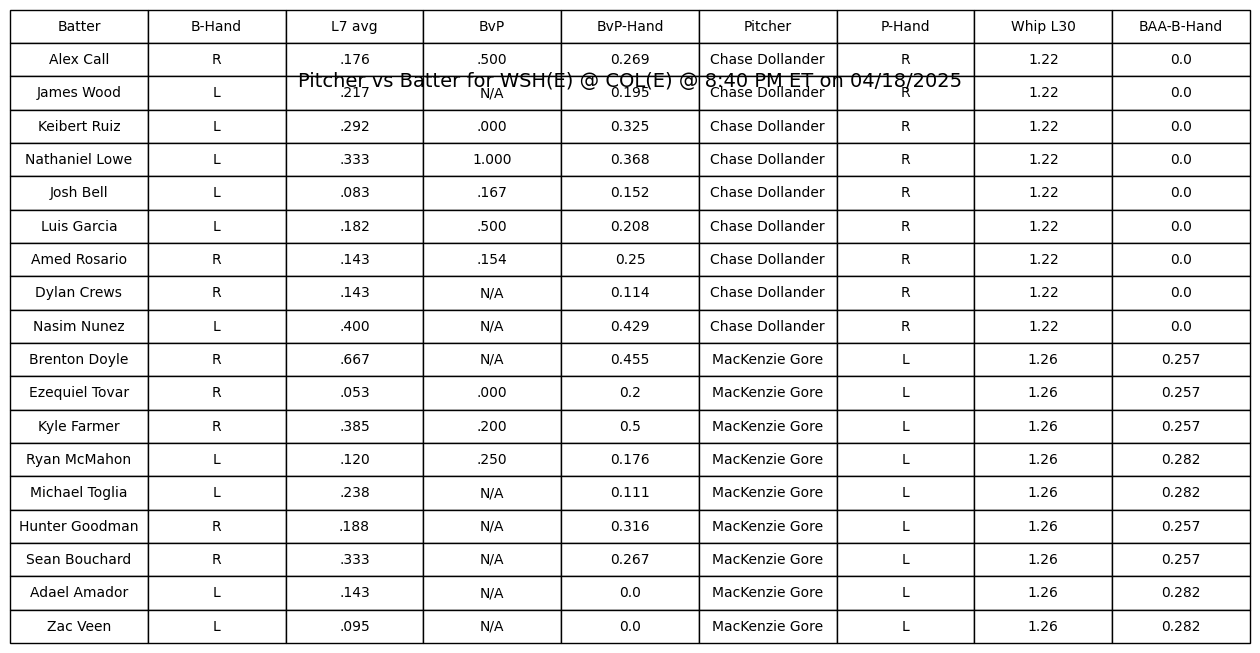 Batter B-Hand L7 avg BvP BvP-Hand Pitcher P-Hand Whip L30 BAA-B-Hand
Alex Call R .176 .500 0.269 Chase Dollander R 1.22 0.0
Pitcher vs Batter for WSH(E) @ COL(E) @ 8:40 PM ET on 04/18/2025
James Wood L .217 N/A 0.195 Chase Dollander R 1.22 0.0
Keibert Ruiz L .292 .000 0.325 Chase Dollander R 1.22 0.0
Nathaniel Lowe L .333 1.000 0.368 Chase Dollander R 1.22 0.0
Josh Bell L .083 .167 0.152 Chase Dollander R 1.22 0.0
Luis Garcia L .182 .500 0.208 Chase Dollander R 1.22 0.0
Amed Rosario R .143 .154 0.25 Chase Dollander R 1.22 0.0
Dylan Crews R .143 N/A 0.114 Chase Dollander R 1.22 0.0
Nasim Nunez L .400 N/A 0.429 Chase Dollander R 1.22 0.0
Brenton Doyle R .667 N/A 0.455 MacKenzie Gore L 1.26 0.257
Ezequiel Tovar R .053 .000 0.2 MacKenzie Gore L 1.26 0.257
Kyle Farmer R .385 .200 0.5 MacKenzie Gore L 1.26 0.257
Ryan McMahon L .120 .250 0.176 MacKenzie Gore L 1.26 0.282
Michael Toglia L .238 N/A 0.111 MacKenzie Gore L 1.26 0.282
Hunter Goodman R .188 N/A 0.316 MacKenzie Gore L 1.26 0.257
Sean Bouchard R .333 N/A 0.267 MacKenzie Gore L 1.26 0.257
Adael Amador L .143 N/A 0.0 MacKenzie Gore L 1.26 0.282
Zac Veen L .095 N/A 0.0 MacKenzie Gore L 1.26 0.282